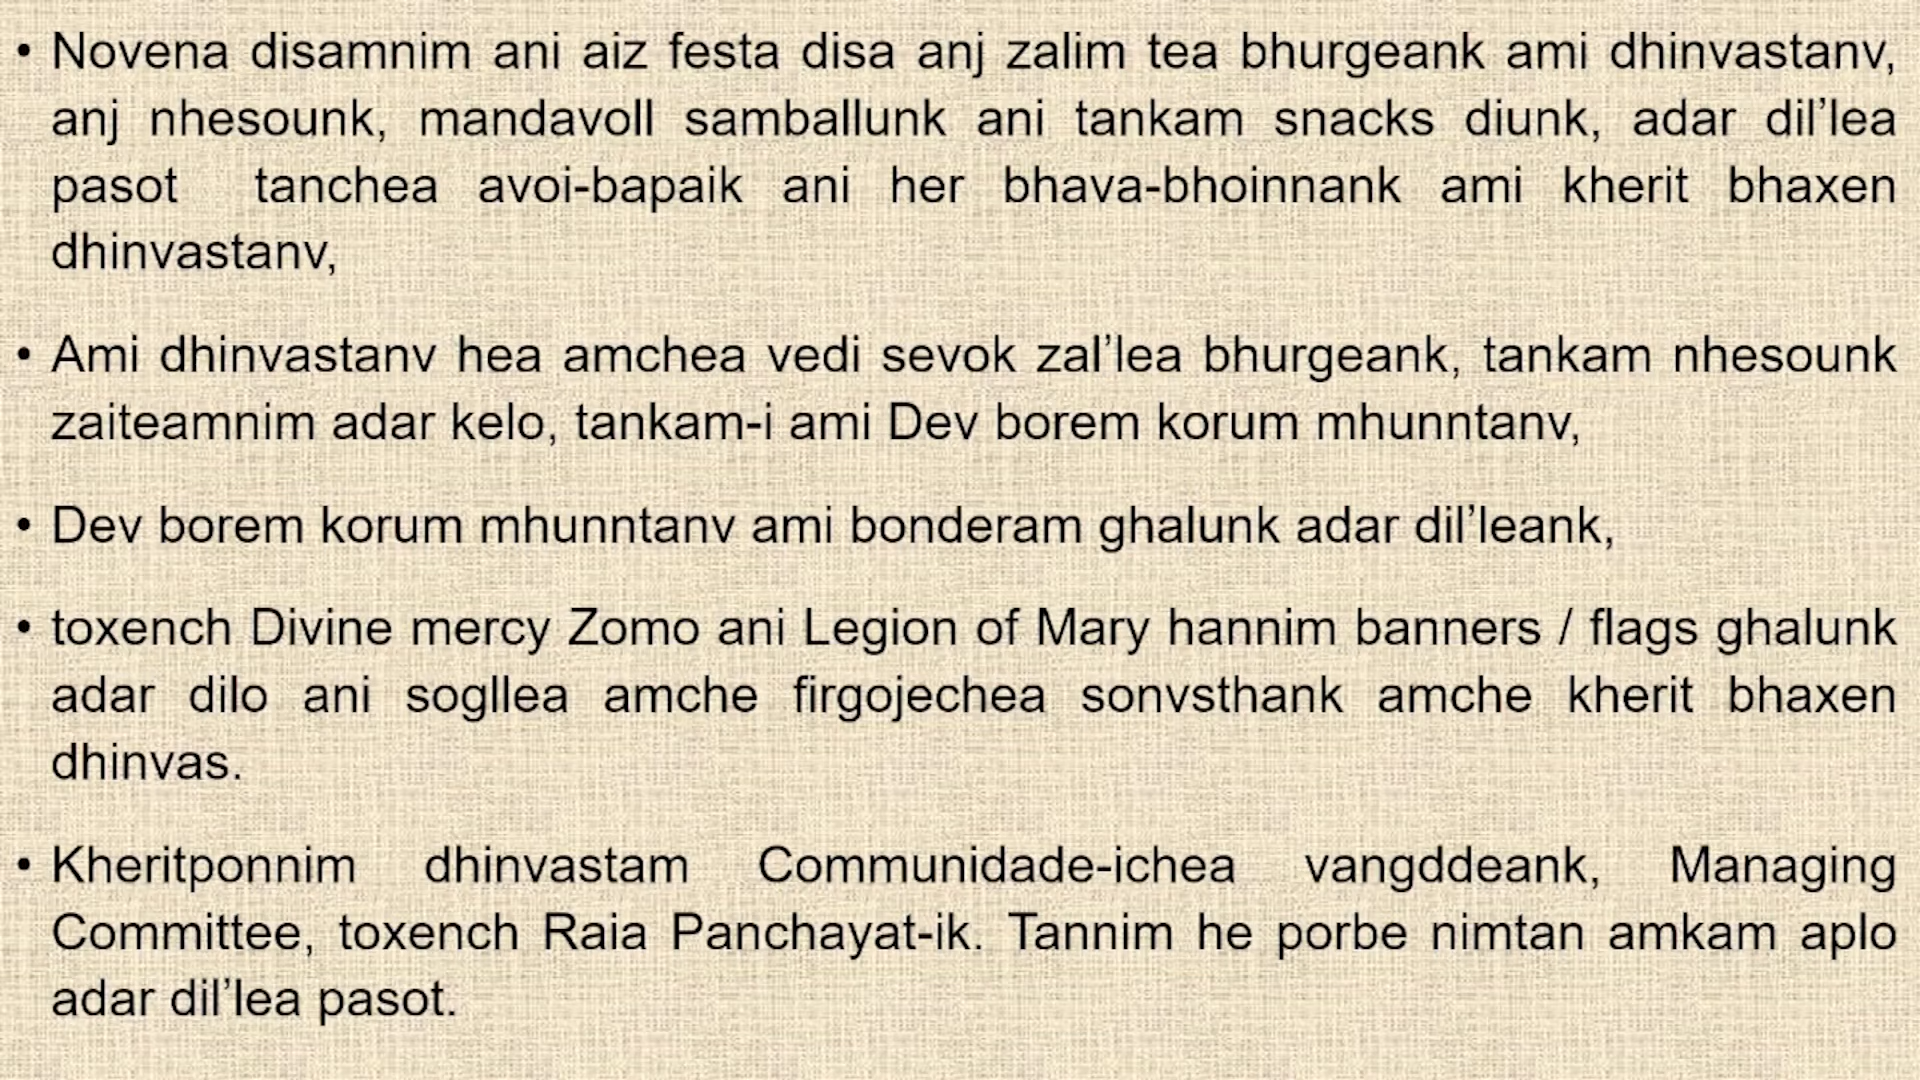 • Novena disamnim ani aiz festa disa anj zalim tea bhurgeank ami dhinvastanv,
anj nhesounk, mandavoll samballunk ani tankam snacks diunk, adar dil’lea
pasot tanchea avoi-bapaik ani her bhava-bhoinnank ami kherit bhaxen
dhinvastanv,
• Ami dhinvastanv hea amchea vedi sevok zal’lea bhurgeank, tankam nhesounk
zaiteamnim adar kelo, tankam-i ami Dev borem korum mhunntanv,
• Dev borem korum mhunntanv ami bonderam ghalunk adar dil’leank,
• toxench Divine mercy Zomo ani Legion of Mary hannim banners / flags ghalunk
adar dilo ani sogllea amche firgojechea sonvsthank amche kherit bhaxen
dhinvas.
• Kheritponnim dhinvastam Communidade-ichea vangddeank, Managing
Committee, toxench Raia Panchayat-ik. Tannim he porbe nimtan amkam aplo
adar dil’lea pasot.